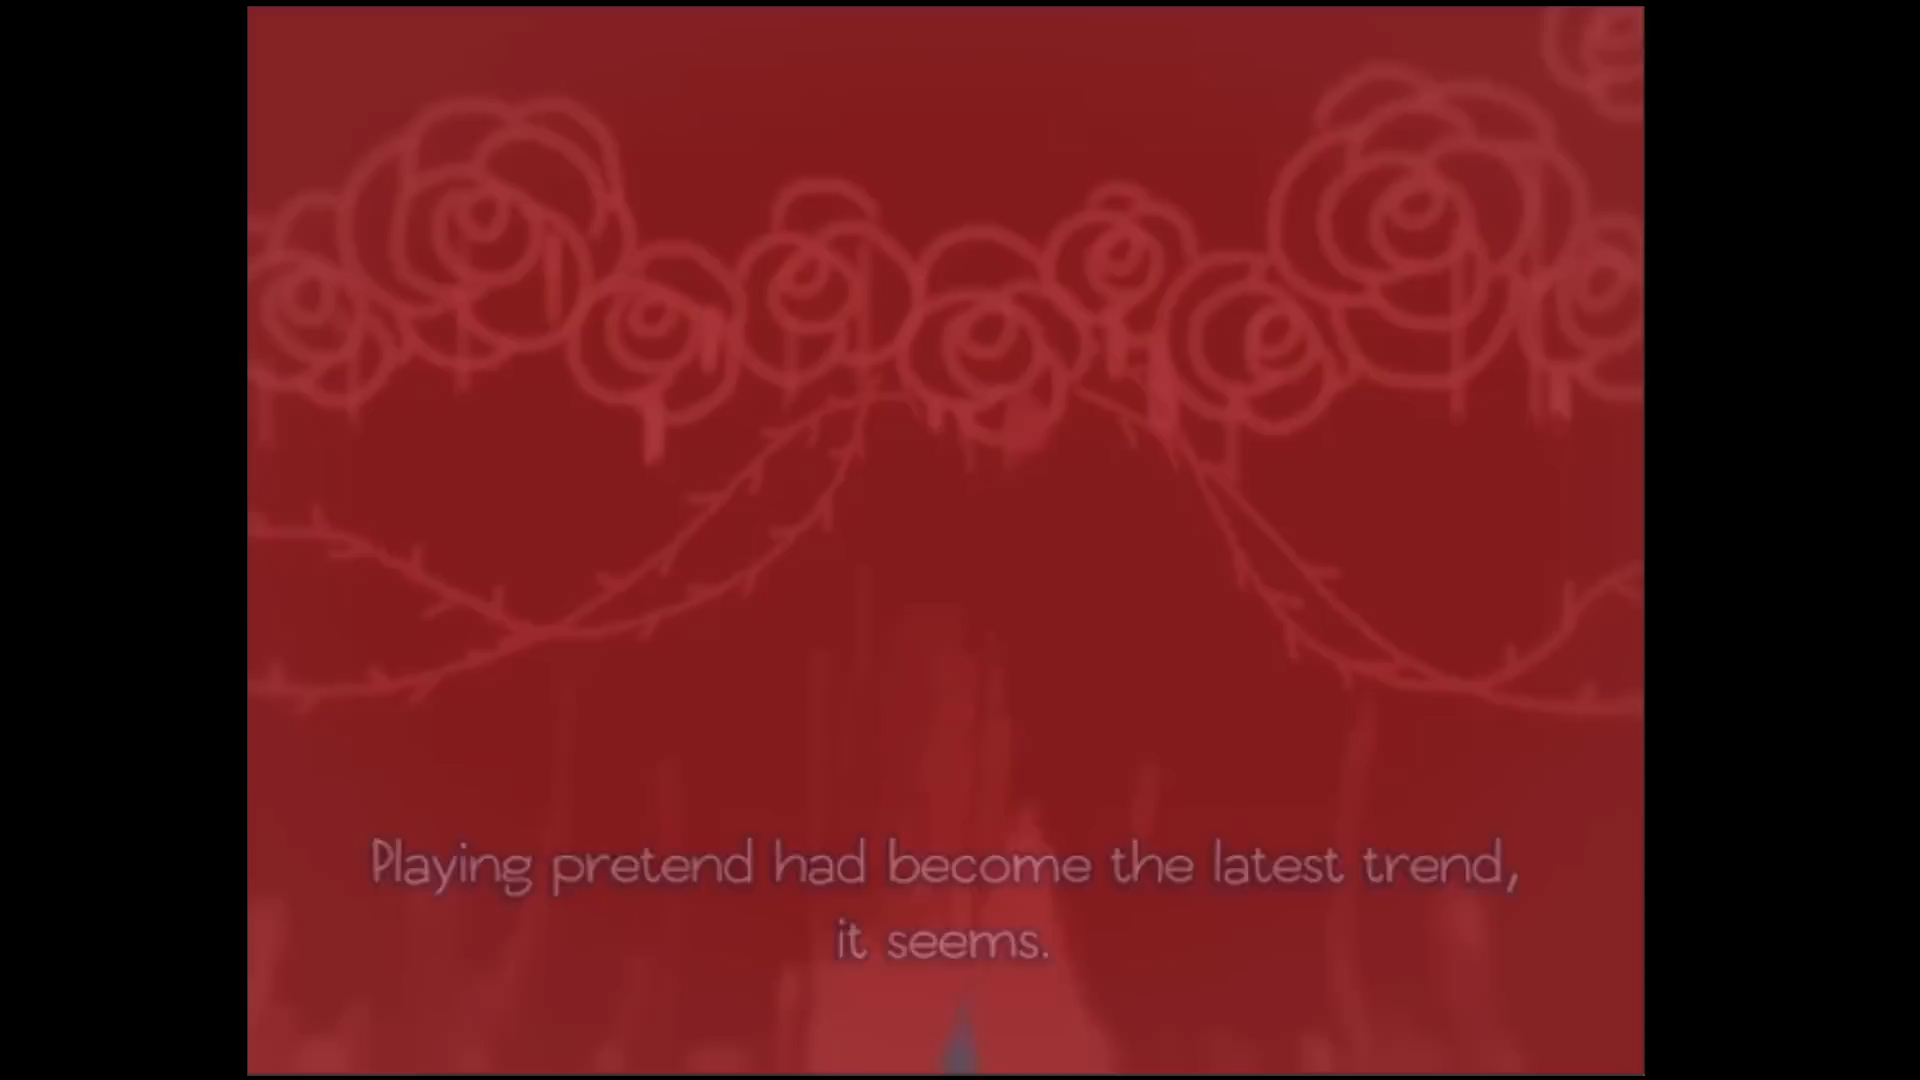 Playing pretend had become the latest trend,
it seems.